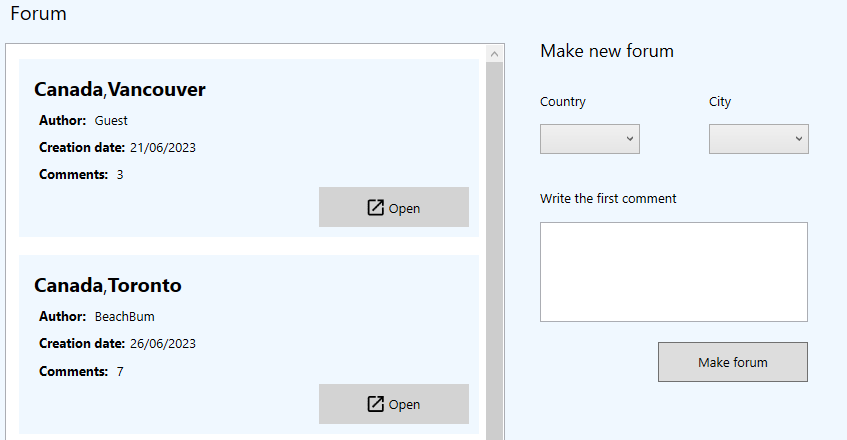 Forum
Canada,Vancouver
Author: Guest
Creation date: 21/06/2023
Comments: 3
Open
Canada,Toronto
Author: BeachBum
Creation date: 26/06/2023
Comments: 7
Open
Make new forum
Country City
Write the first comment
Make forum